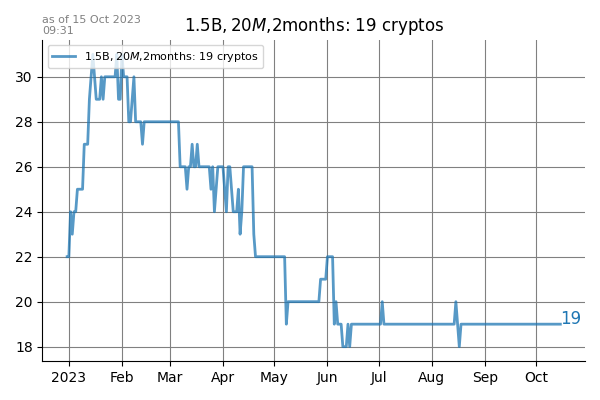 as of 15 Oct 2023
09:31
1.5B, 20M, 2months: 19 cryptos
1.5B, 20M, 2months: 19 cryptos
30
28
26
24
22
20
18
19
2023 Feb Mar Apr May Jun Jul Aug Sep Oct